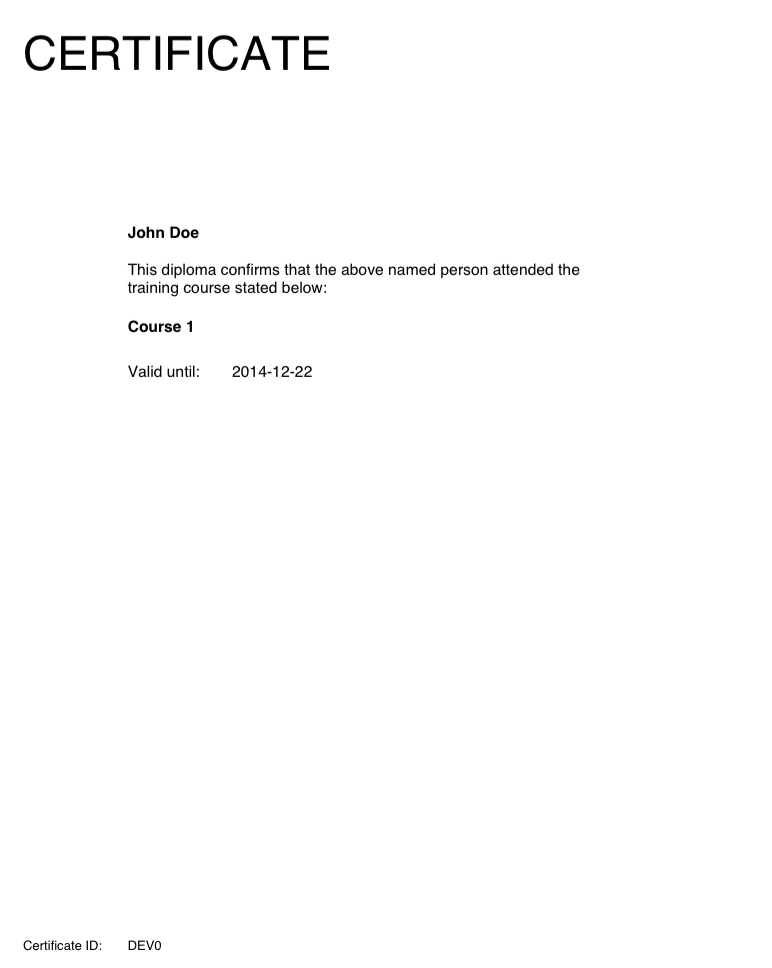 CERTIFICATE
John Doe
This diploma confirms that the above named person attended the
training course stated below:
Course 1
Valid until: 2014-12-22
Certificate ID: DEV0